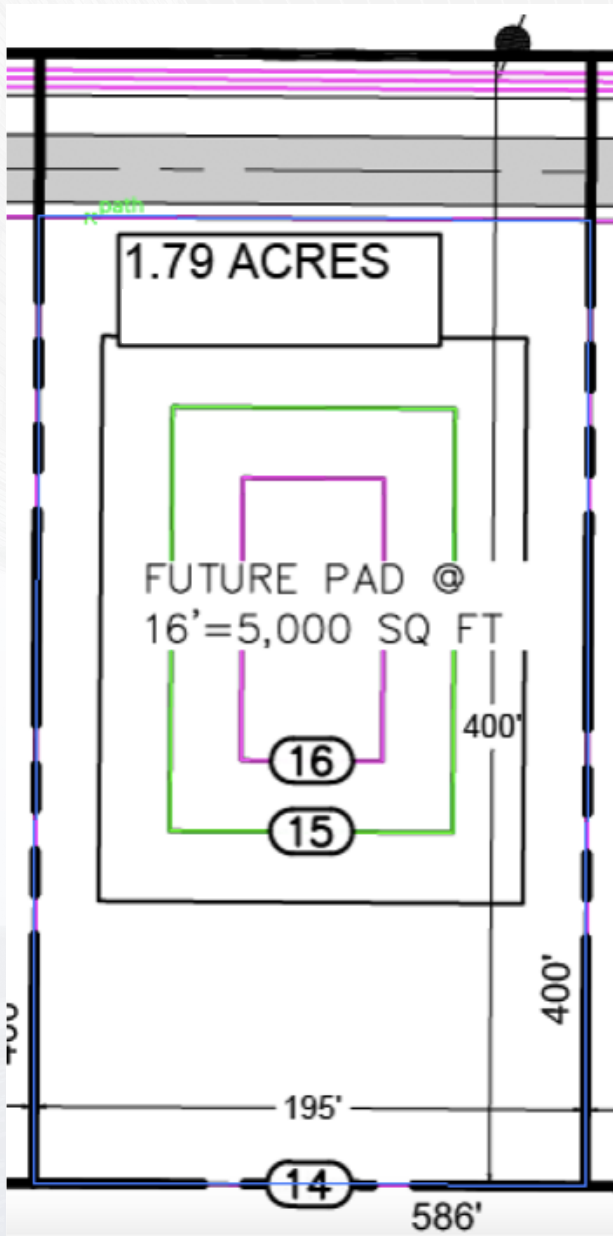 path
1.79 ACRES
FUTURE PAD @
16'=5,000 SQ FT
400'
16
15
400'
195'
14
586'